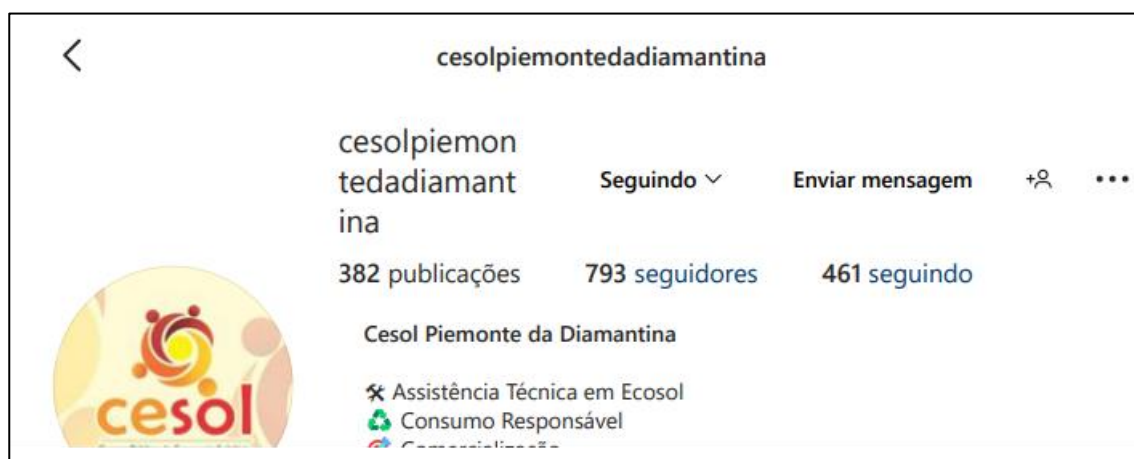 cesolpiemontedadiamantina
cesolpiemon
tedadiamant
ina
Seguindo
Enviar mensagem
382 publicações 793 seguidores 461 seguindo
Cesol Piemonte da Diamantina
🛠 Assistência Técnica em Ecosol
♻️ Consumo Responsável
🎯 Comercialização
cesol